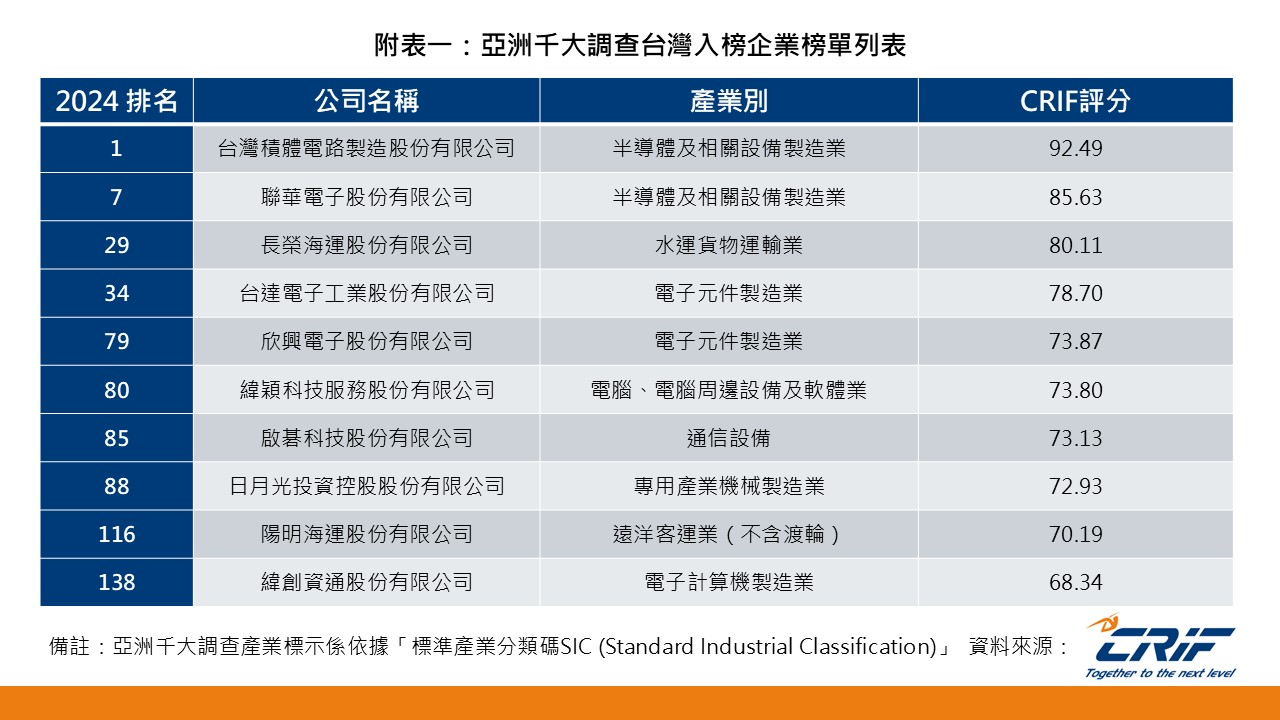 附表一：亞洲千大調查台灣入榜企業榜單列表
2024 排名 公司名稱 產業別 CRIF評分
1 台灣積體電路製造股份有限公司 半導體及相關設備製造業 92.49
7 聯華電子股份有限公司 半導體及相關設備製造業 85.63
29 長榮海運股份有限公司 水運貨物運輸業 80.11
34 台達電子工業股份有限公司 電子元件製造業 78.70
79 欣興電子股份有限公司 電子元件製造業 73.87
80 緯穎科技服務股份有限公司 電腦、電腦周邊設備及軟體業 73.80
85 啟碁科技股份有限公司 通信設備 73.13
88 日月光投資控股股份有限公司 專用產業機械製造業 72.93
116 陽明海運股份有限公司 遠洋客運業（不含渡輪） 70.19
138 緯創資通股份有限公司 電子計算機製造業 68.34
備註：亞洲千大調查產業標示係依據「標準產業分類碼SIC (Standard Industrial Classification)」 資料來源：
CRIF
Together to the next level